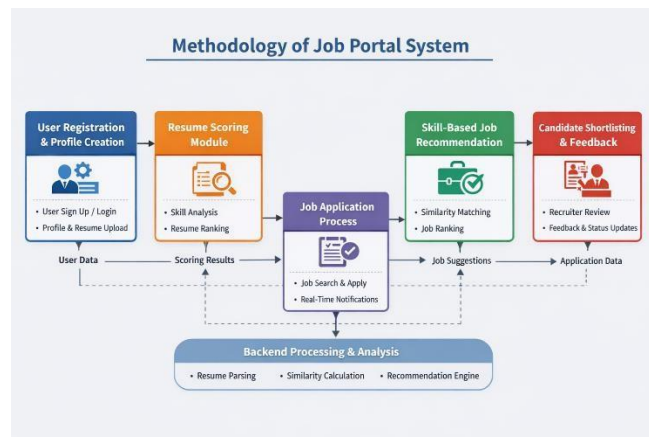 Methodology of Job Portal System
User Registration
& Profile Creation
• User Sign Up / Login
• Profile & Resume Upload
Resume Scoring
Module
• Skill Analysis
• Resume Ranking
Job Application
Process
• Job Search & Apply
• Real-Time Notifications
Skill-Based Job
Recommendation
• Similarity Matching
• Job Ranking
Candidate Shortlisting
& Feedback
• Recruiter Review
• Feedback & Status Updates
User Data
Scoring Results
Job Suggestions
Application Data
Backend Processing & Analysis
• Resume Parsing • Similarity Calculation • Recommendation Engine